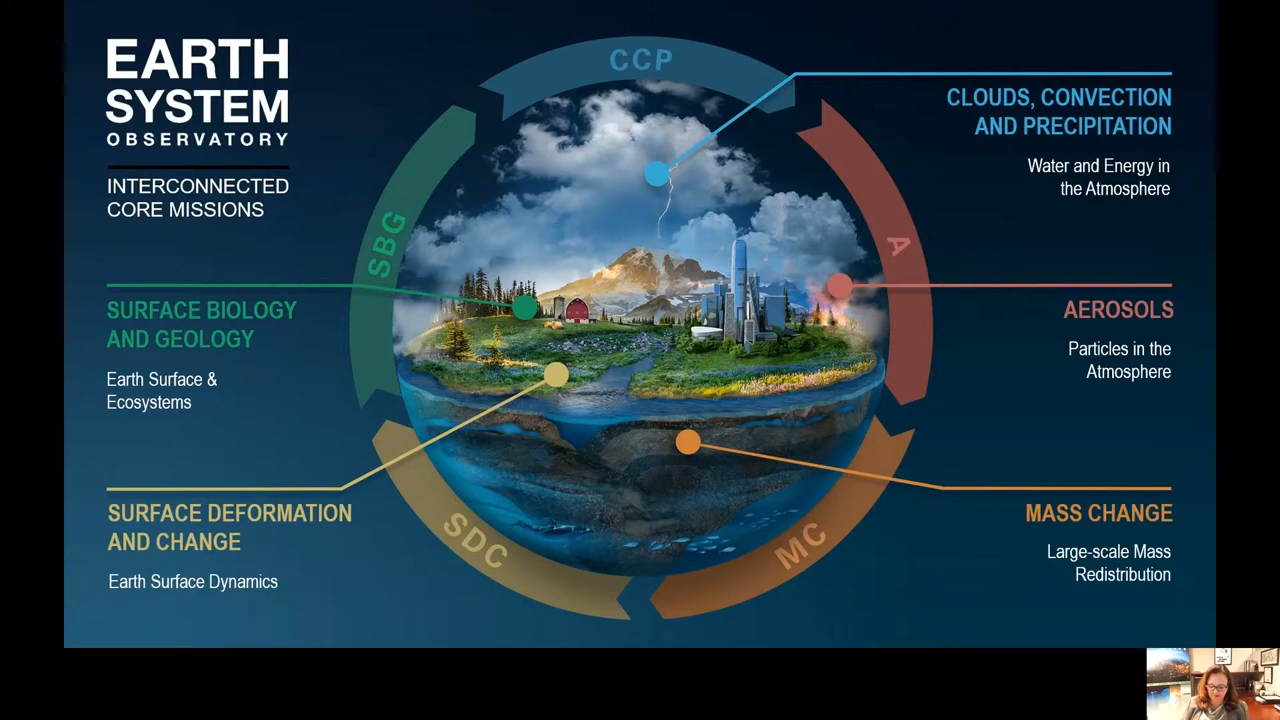 EARTH
SYSTEM
OBSERVATORY
INTERCONNECTED
CORE MISSIONS
CCP
A
MC
SDC
SBG
CLOUDS, CONVECTION
AND PRECIPITATION
Water and Energy in
the Atmosphere
SURFACE BIOLOGY
AND GEOLOGY
Earth Surface &
Ecosystems
AEROSOLS
Particles in the
Atmosphere
SURFACE DEFORMATION
AND CHANGE
Earth Surface Dynamics
MASS CHANGE
Large-scale Mass
Redistribution